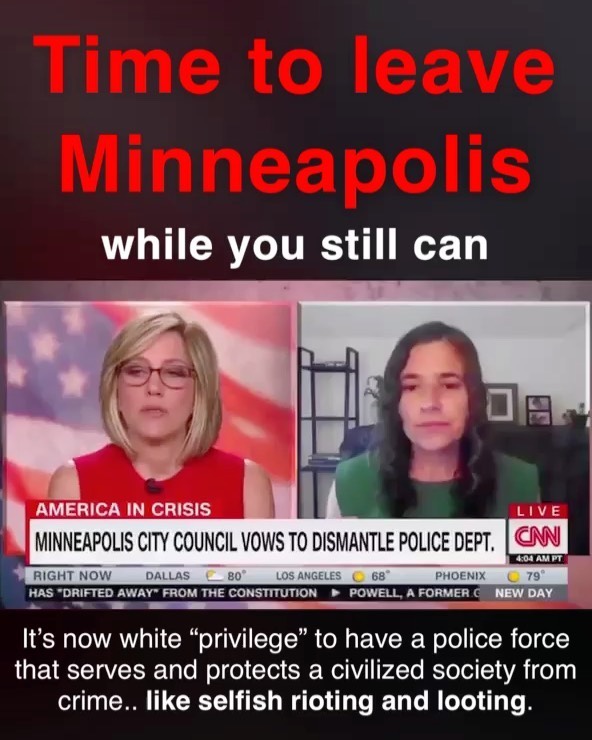 Time to leave
Minneapolis
while you still can
AMERICA IN CRISIS
LIVE
MINNEAPOLIS CITY COUNCIL VOWS TO DISMANTLE POLICE DEPT.
CNN
4:04 AM PT
RIGHT NOW DALLAS 80° LOS ANGELES 68° PHOENIX 79°
HAS "DRIFTED AWAY" FROM THE CONSTITUTION ▶ POWELL, A FORMER NEW DAY
It's now white “privilege” to have a police force
that serves and protects a civilized society from
crime.. like selfish rioting and looting.